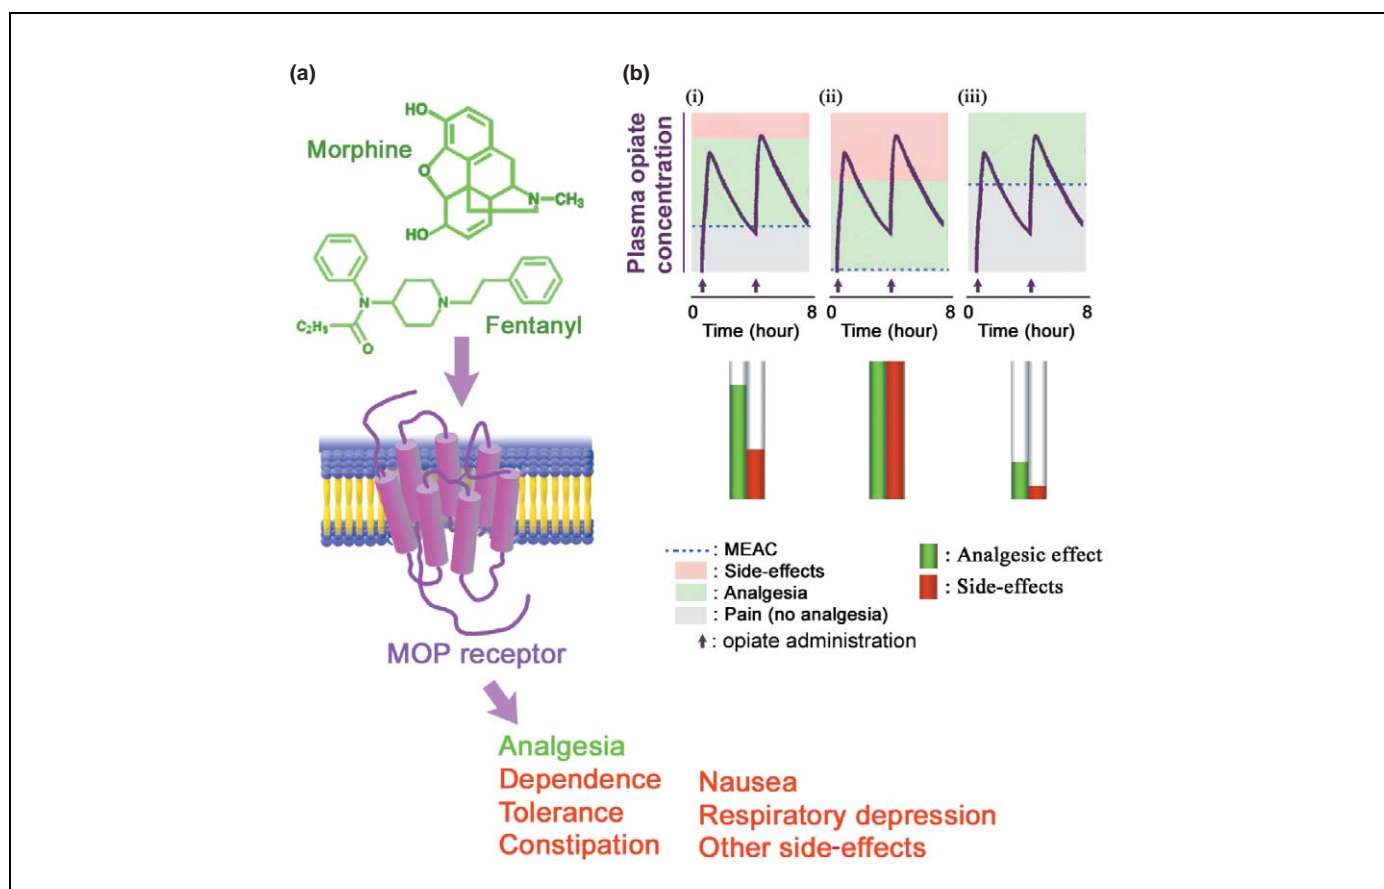 (a)
HO
Morphine
O
N
CH₃
HO
N
N
C₂H₅
O
Fentanyl
MOP receptor
Analgesia
Dependence
Tolerance
Constipation
Nausea
Respiratory depression
Other side-effects
(b)
(i)
(ii)
(iii)
Plasma opiate
concentration
0 8
Time (hour)
0 8
Time (hour)
0 8
Time (hour)
: MEAC
: Side-effects
: Analgesia
: Pain (no analgesia)
: opiate administration
: Analgesic effect
: Side-effects